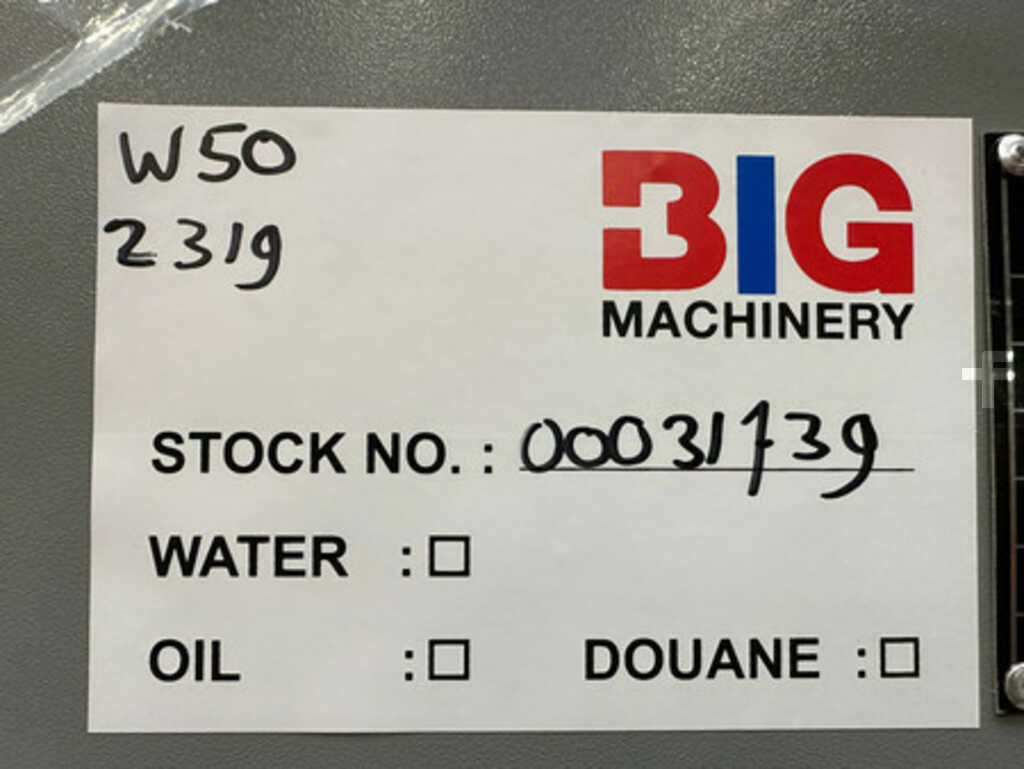 W50
2319
BIG
MACHINERY
STOCK NO. : 00031739
WATER : ☐
OIL : ☐ DOUANE : ☐